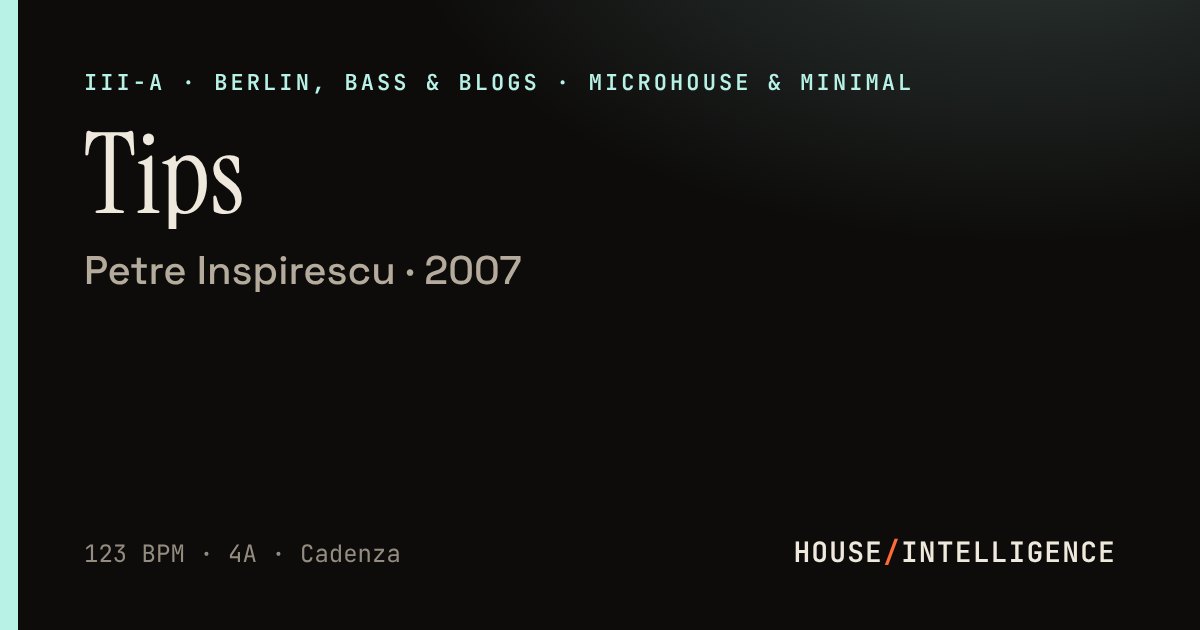 III-A · BERLIN, BASS & BLOGS · MICROHOUSE & MINIMAL
Tips
Petre Inspirescu · 2007
123 BPM · 4A · Cadenza
HOUSE/INTELLIGENCE